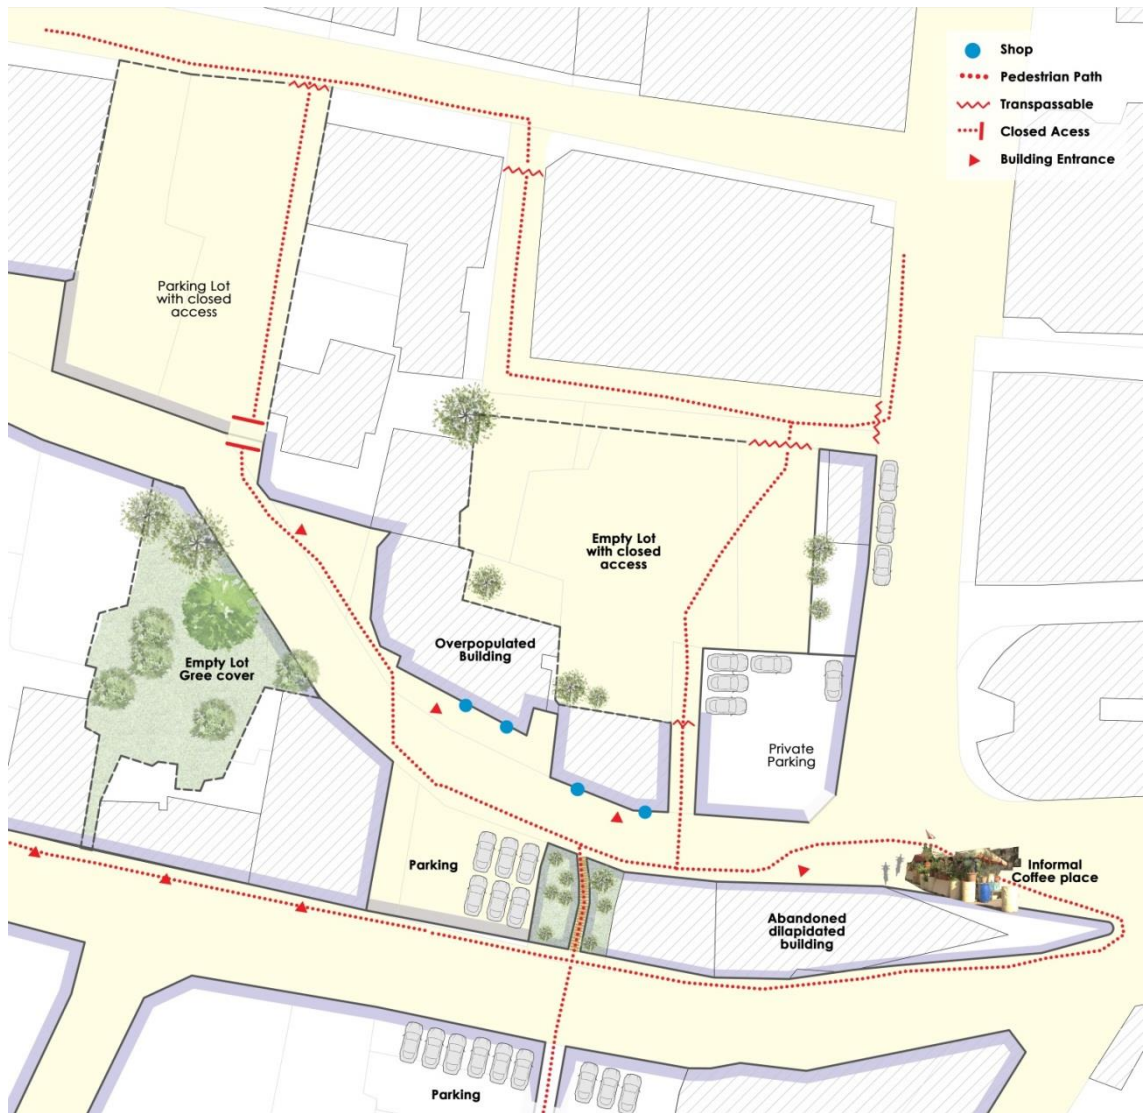 Shop
Pedestrian Path
Transpassable
Closed Acess
Building Entrance
Parking Lot
with closed
access
Empty Lot
with closed
access
Overpopulated
Building
Empty Lot
Gree cover
Private
Parking
Parking
Informal
Coffee place
Abandoned
dilapidated
building
Parking